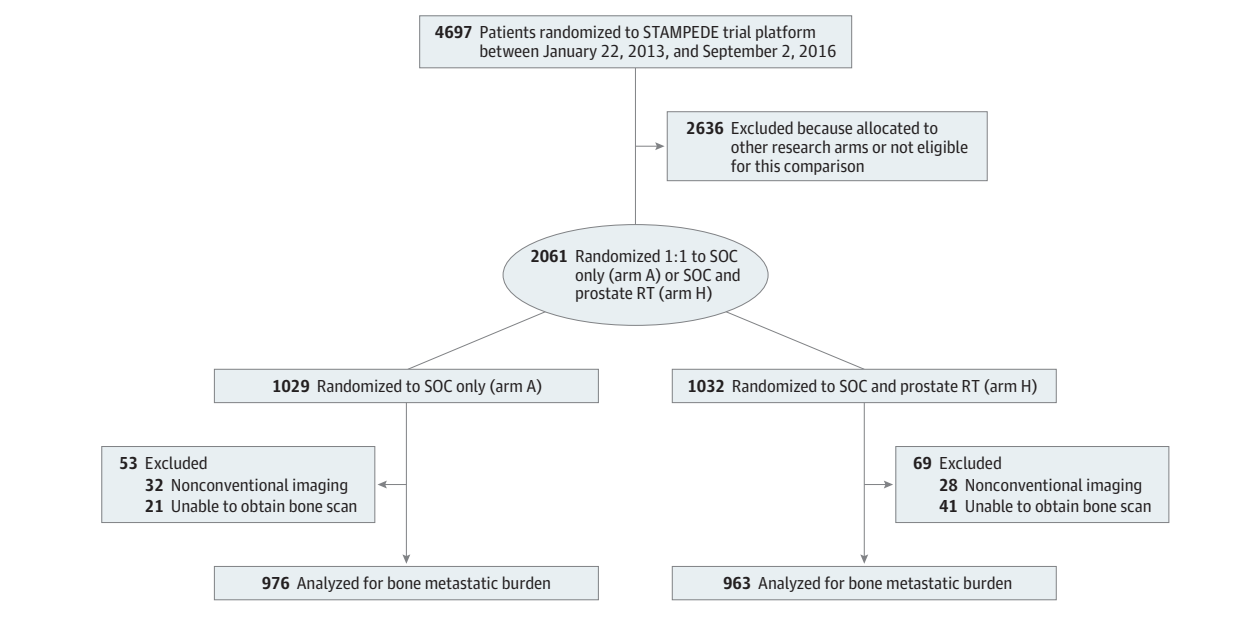 4697 Patients randomized to STAMPEDE trial platform
between January 22, 2013, and September 2, 2016
2636 Excluded because allocated to
other research arms or not eligible
for this comparison
2061 Randomized 1:1 to SOC
only (arm A) or SOC and
prostate RT (arm H)
1029 Randomized to SOC only (arm A)
1032 Randomized to SOC and prostate RT (arm H)
53 Excluded
32 Nonconventional imaging
21 Unable to obtain bone scan
69 Excluded
28 Nonconventional imaging
41 Unable to obtain bone scan
976 Analyzed for bone metastatic burden
963 Analyzed for bone metastatic burden